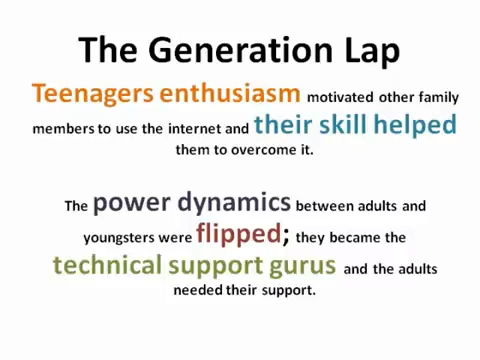 The Generation Lap
Teenagers enthusiasm motivated other family
members to use the internet and their skill helped
them to overcome it.
The power dynamics between adults and
youngsters were flipped; they became the
technical support gurus and the adults
needed their support.